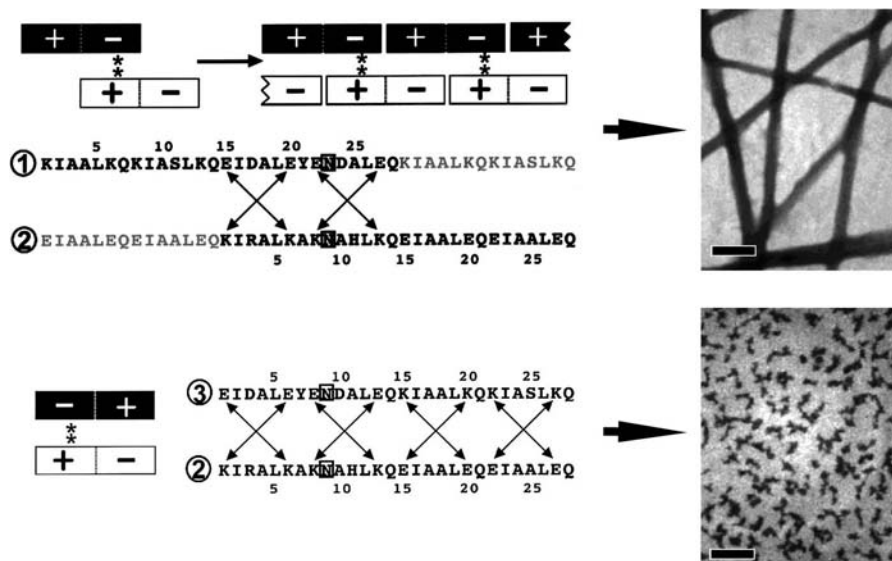 + − + − + − +
* * * * * *
+ − − + − + −
5 10 15 20 25
① KIAALKQKIASLKQEIDALEYENDALEQKIAALKQKIASLKQ
② EIAALEQEIAALEQKIRALKAKNAHLKQEIAALEQEIAALEQ
5 10 15 20 25
5 10 15 20 25
− +
③ EIDALEYENDALEQKIAALKQKIASLKQ
* *
+ −
② KIRALKAKNAHLKQEIAALEQEIAALEQ
5 10 15 20 25